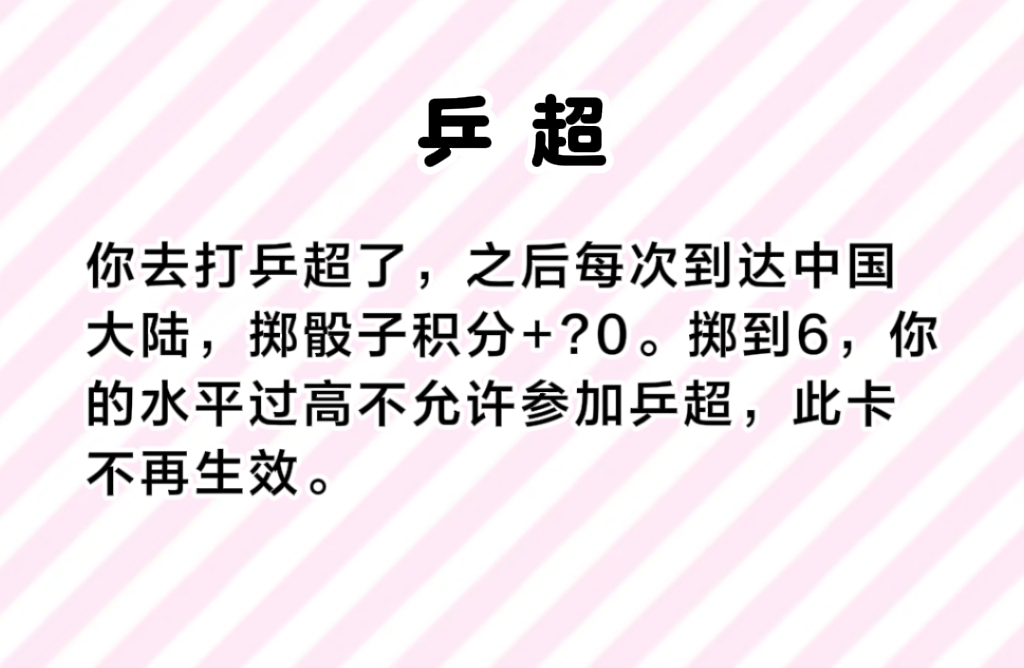 乒超
你去打乒超了，之后每次到达中国
大陆，掷骰子积分+?0。掷到6，你
的水平过高不允许参加乒超，此卡
不再生效。